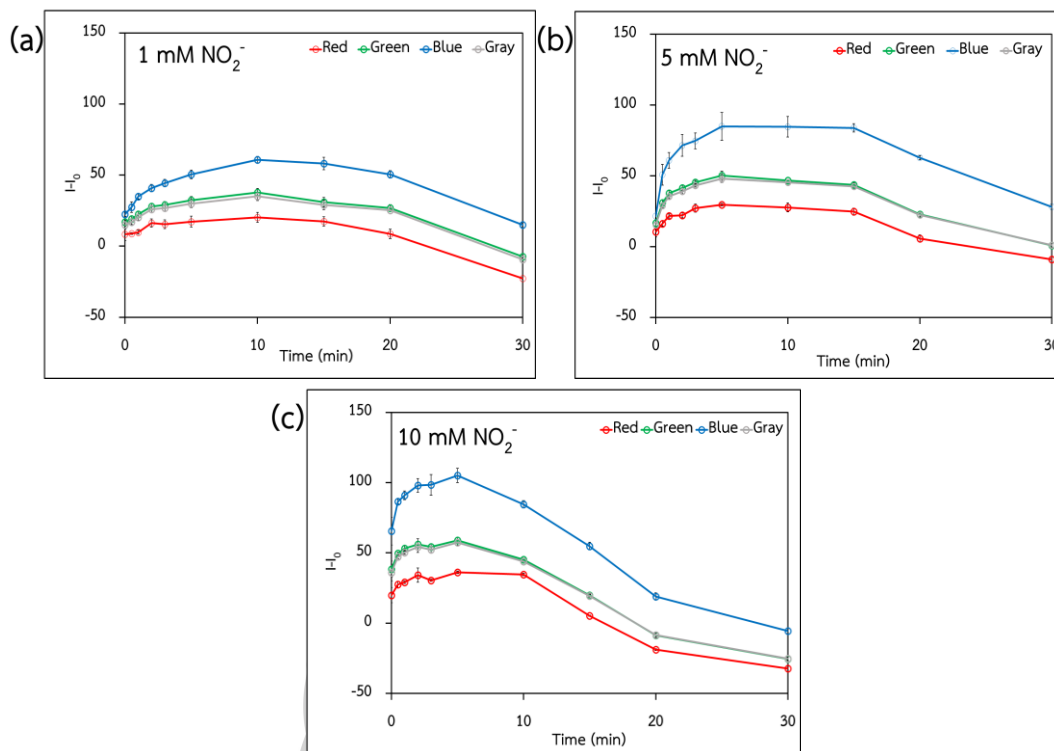 (a)
1 mM NO₂⁻
Red Green Blue Gray
150
100
50
0
-50
I-I₀
0 10 20 30
Time (min)
(b)
5 mM NO₂⁻
Red Green Blue Gray
150
100
50
0
-50
I-I₀
0 10 20 30
Time (min)
(c)
10 mM NO₂⁻
Red Green Blue Gray
150
100
50
0
-50
I-I₀
0 10 20 30
Time (min)